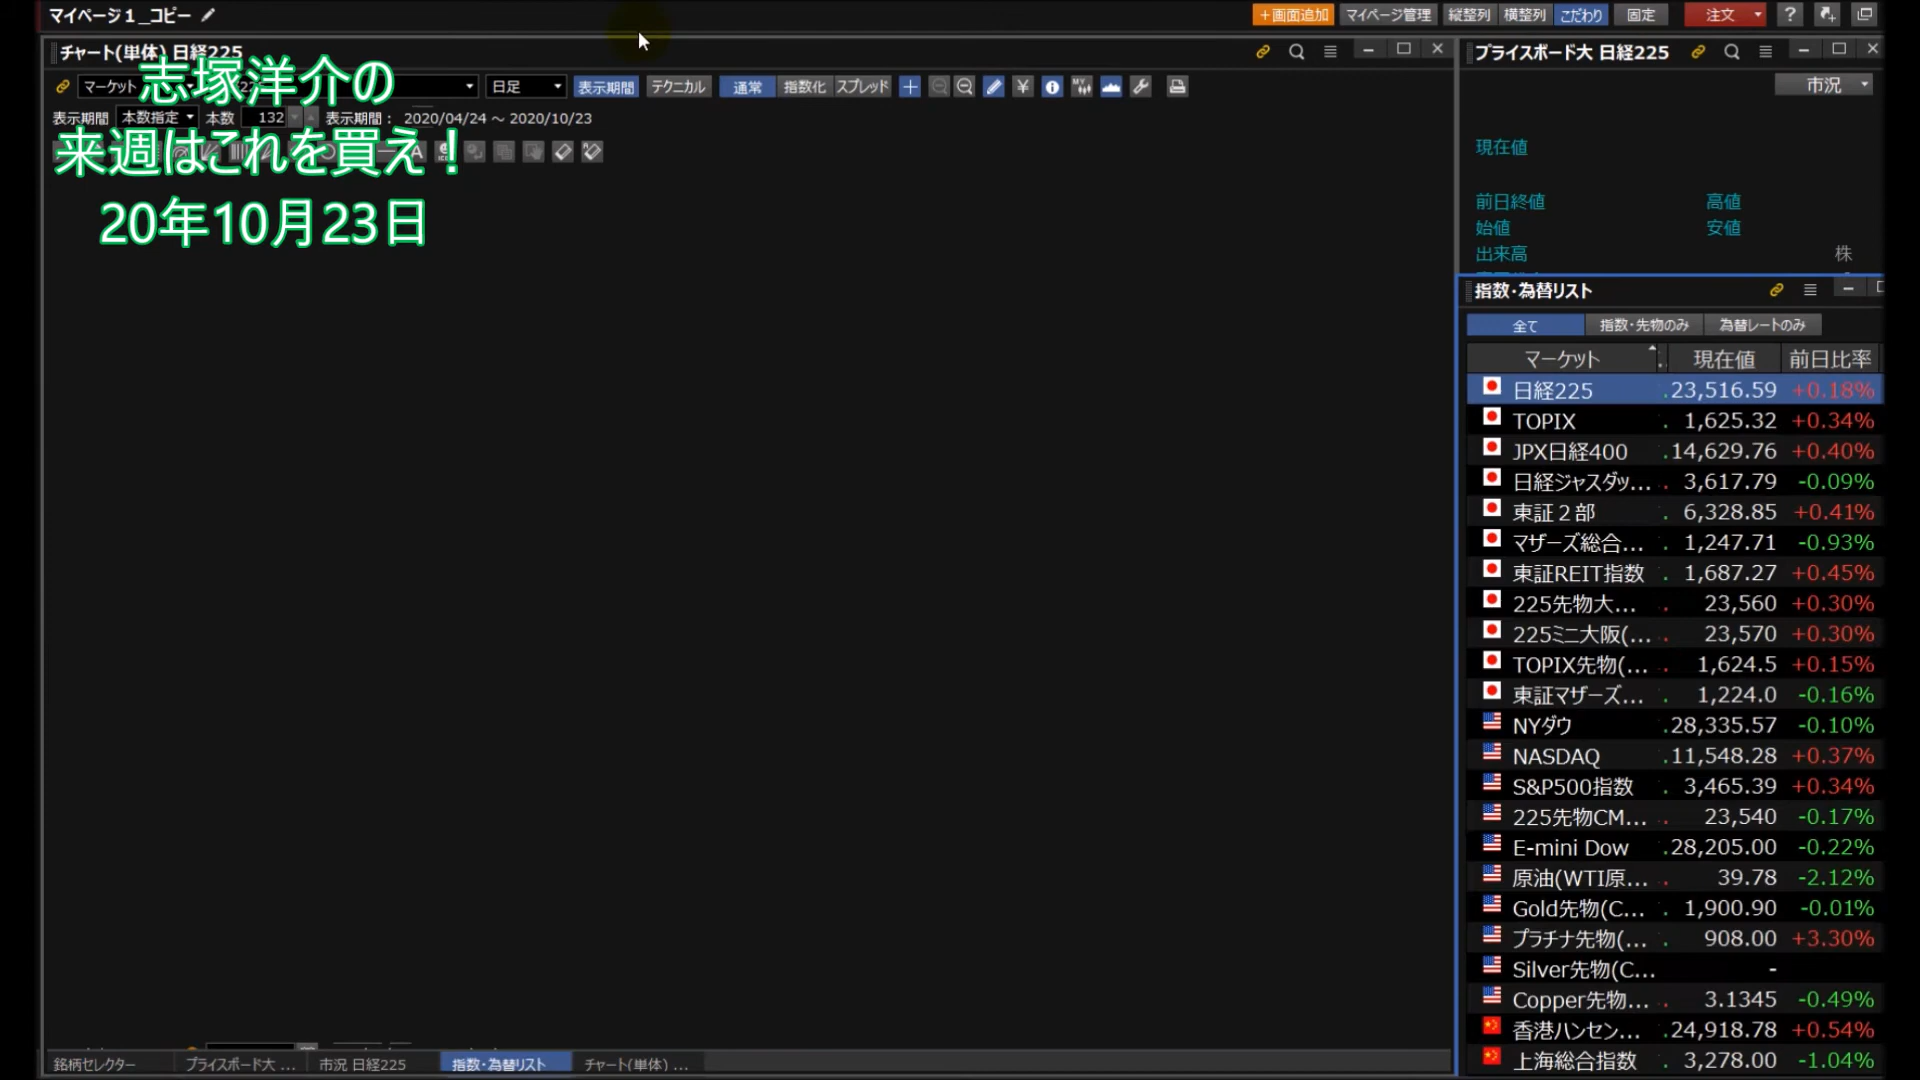 マイページ１_コピー
＋画面追加 マイページ管理 縦整列 横整列 こだわり 固定 注文 ?
チャート(単体) 日経225
志塚洋介の
来週はこれを買え！
20年10月23日
マーケット 日足 表示期間 テクニカル 通常 指数化 スプレッド
表示期間 本数指定 本数 132 表示期間： 2020/04/24 ～ 2020/10/23
プライスボード大 日経225
市況
現在値
前日終値 高値
始値 安値
出来高 株
指数・為替リスト
全て 指数・先物のみ 為替レートのみ
マーケット 現在値 前日比率
日経225 23,516.59 +0.18%
TOPIX 1,625.32 +0.34%
JPX日経400 14,629.76 +0.40%
日経ジャスダッ... 3,617.79 -0.09%
東証２部 6,328.85 +0.41%
マザーズ総合... 1,247.71 -0.93%
東証REIT指数 1,687.27 +0.45%
225先物大... 23,560 +0.30%
225ミニ大阪(... 23,570 +0.30%
TOPIX先物(... 1,624.5 +0.15%
東証マザーズ... 1,224.0 -0.16%
NYダウ 28,335.57 -0.10%
NASDAQ 11,548.28 +0.37%
S&P500指数 3,465.39 +0.34%
225先物CM... 23,540 -0.17%
E-mini Dow 28,205.00 -0.22%
原油(WTI原... 39.78 -2.12%
Gold先物(C... 1,900.90 -0.01%
プラチナ先物(... 908.00 +3.30%
Silver先物(C... -
Copper先物... 3.1345 -0.49%
香港ハンセン... 24,918.78 +0.54%
上海総合指数 3,278.00 -1.04%
銘柄セレクター プライスボード大 ... 市況 日経225 指数・為替リスト チャート(単体) ...